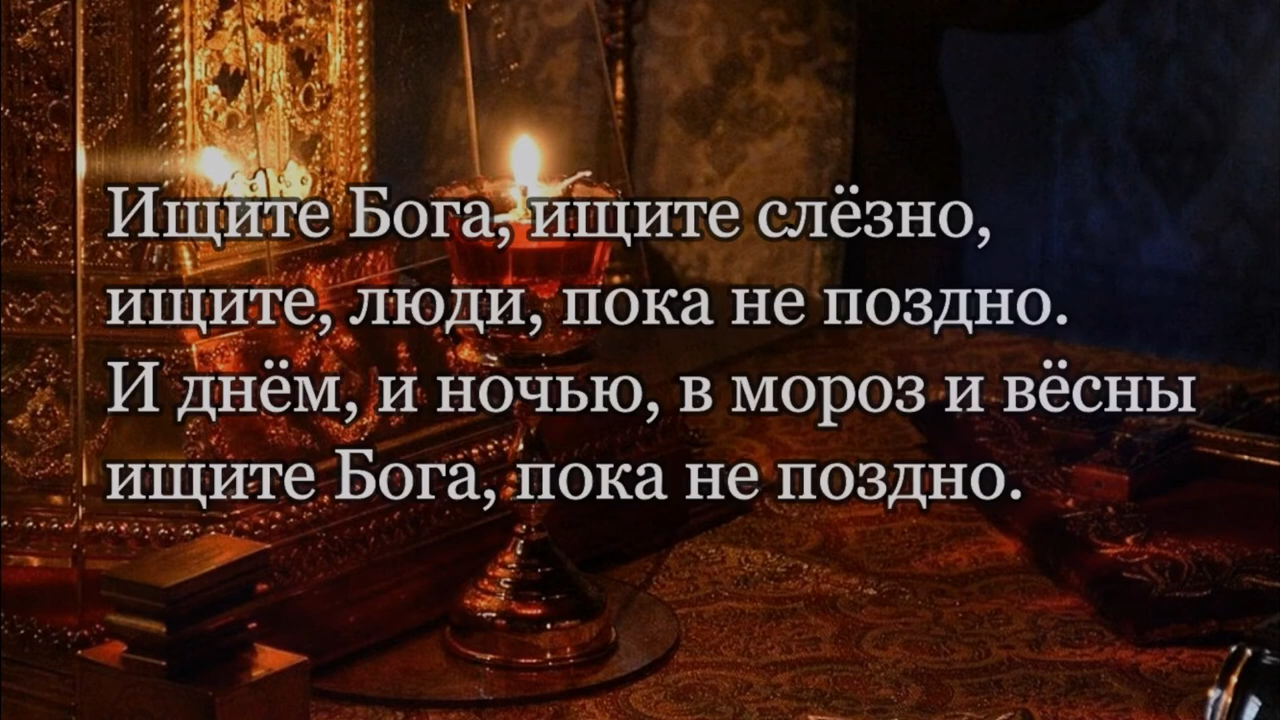 Ищите Бога, ищите слёзно,
ищите, люди, пока не поздно.
И днём, и ночью, в мороз и вёсны
ищите Бога, пока не поздно.